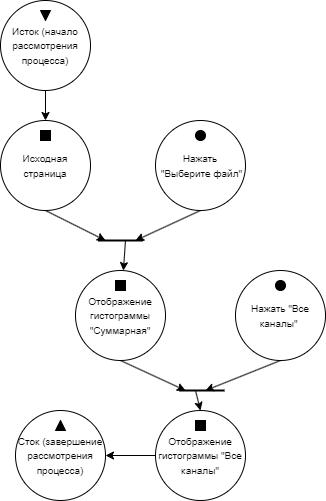 Исток (начало
рассмотрения
процесса)
Исходная
страница
Нажать
"Выберите файл"
Отображение
гистограммы
"Суммарная"
Нажать "Все
каналы"
Сток (завершение
рассмотрения
процесса)
Отображение
гистограммы "Все
каналы"